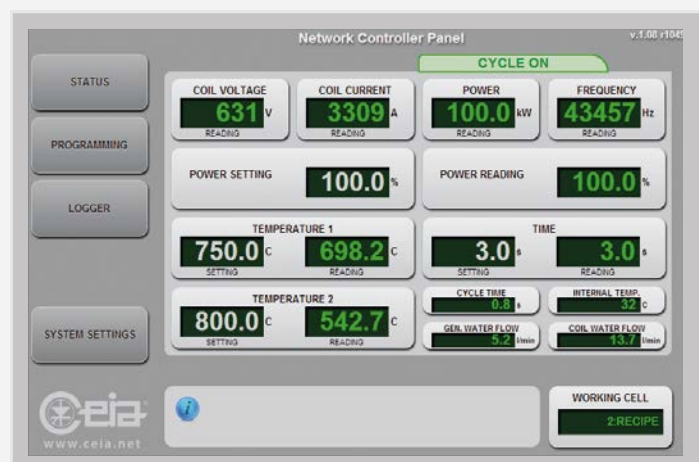 Network Controller Panel
v.1.08 r1045
CYCLE ON
STATUS
PROGRAMMING
LOGGER
SYSTEM SETTINGS
COIL VOLTAGE
631 V
READING
COIL CURRENT
3309 A
READING
POWER
100.0 kW
READING
FREQUENCY
43457 Hz
READING
POWER SETTING
100.0 %
POWER READING
100.0 %
TEMPERATURE 1
750.0 C 698.2 C
SETTING READING
TIME
3.0 s 3.0 s
SETTING READING
TEMPERATURE 2
800.0 C 542.7 C
SETTING READING
CYCLE TIME
0.8 s
INTERNAL TEMP.
32 C
GEN. WATER FLOW
5.2 l/min
COIL WATER FLOW
13.7 l/min
Ceia
www.ceia.net
WORKING CELL
2:RECIPE